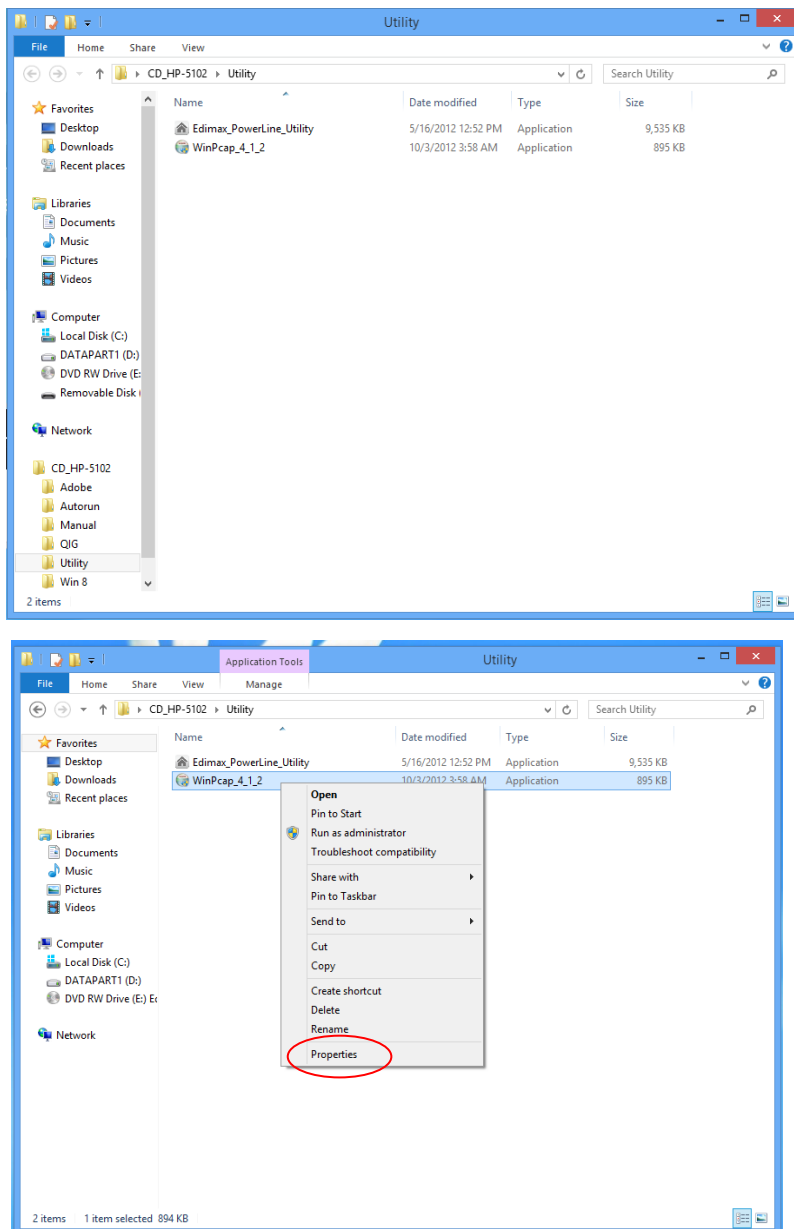 Utility
File Home Share View
CD_HP-5102 Utility Search Utility
Name Date modified Type Size
Favorites
Desktop Edimax_PowerLine_Utility 5/16/2012 12:52 PM Application 9,535 KB
Downloads WinPcap_4_1_2 10/3/2012 3:58 AM Application 895 KB
Recent places
Libraries
Documents
Music
Pictures
Videos
Computer
Local Disk (C:)
DATAPART1 (D:)
DVD RW Drive (E:
Removable Disk
Network
CD_HP-5102
Adobe
Autorun
Manual
QIG
Utility
Win 8
2 items
Application Tools Utility
File Home Share View Manage
CD_HP-5102 Utility Search Utility
Name Date modified Type Size
Favorites
Desktop Edimax_PowerLine_Utility 5/16/2012 12:52 PM Application 9,535 KB
Downloads WinPcap_4_1_2 10/3/2012 3:58 AM Application 895 KB
Recent places
Libraries
Documents
Music
Pictures
Videos
Computer
Local Disk (C:)
DATAPART1 (D:)
DVD RW Drive (E:) Ed
Network
Open
Pin to Start
Run as administrator
Troubleshoot compatibility
Share with
Pin to Taskbar
Send to
Cut
Copy
Create shortcut
Delete
Rename
Properties
2 items 1 item selected 894 KB